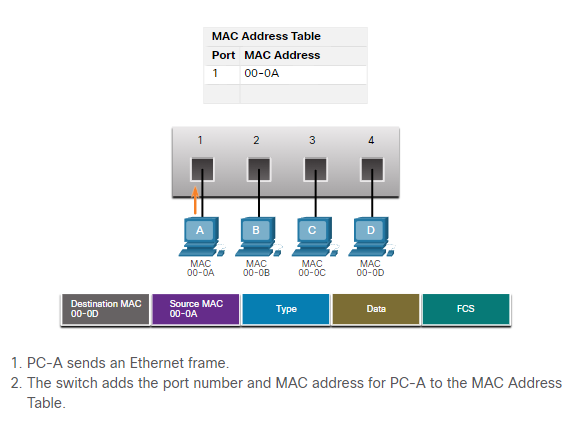 MAC Address Table
Port MAC Address
1 00-0A
1 2 3 4
A B C D
MAC MAC MAC MAC
00-0A 00-0B 00-0C 00-0D
Destination MAC Source MAC Type Data FCS
00-0D 00-0A
1. PC-A sends an Ethernet frame.
2. The switch adds the port number and MAC address for PC-A to the MAC Address
Table.